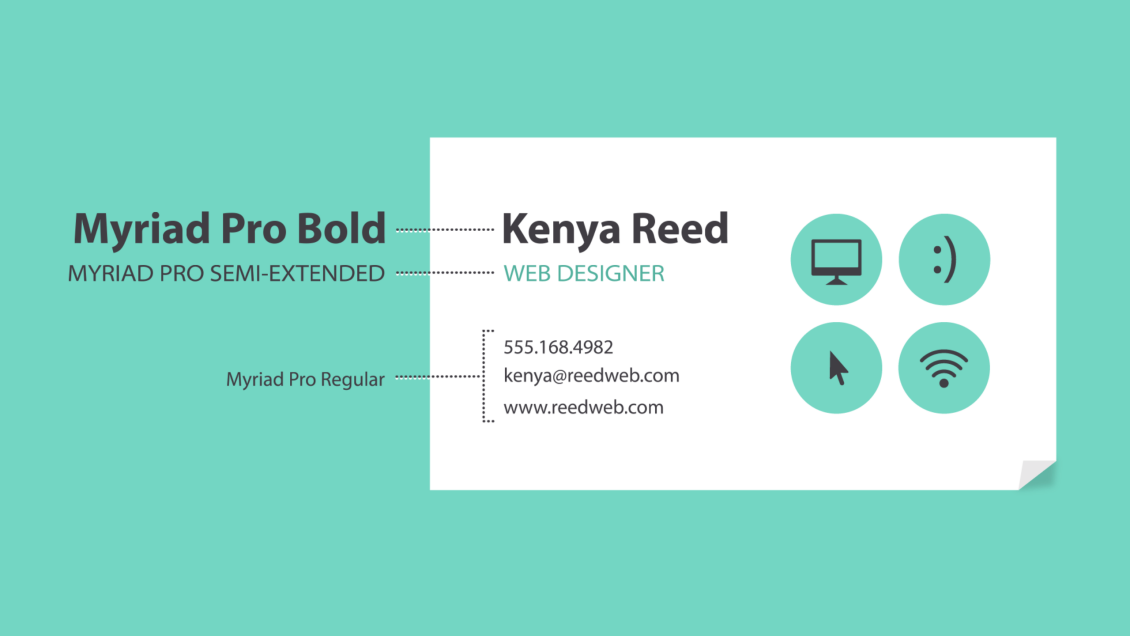 Myriad Pro Bold
MYRIAD PRO SEMI-EXTENDED
Myriad Pro Regular
Kenya Reed
WEB DESIGNER
555.168.4982
kenya@reedweb.com
www.reedweb.com
:)